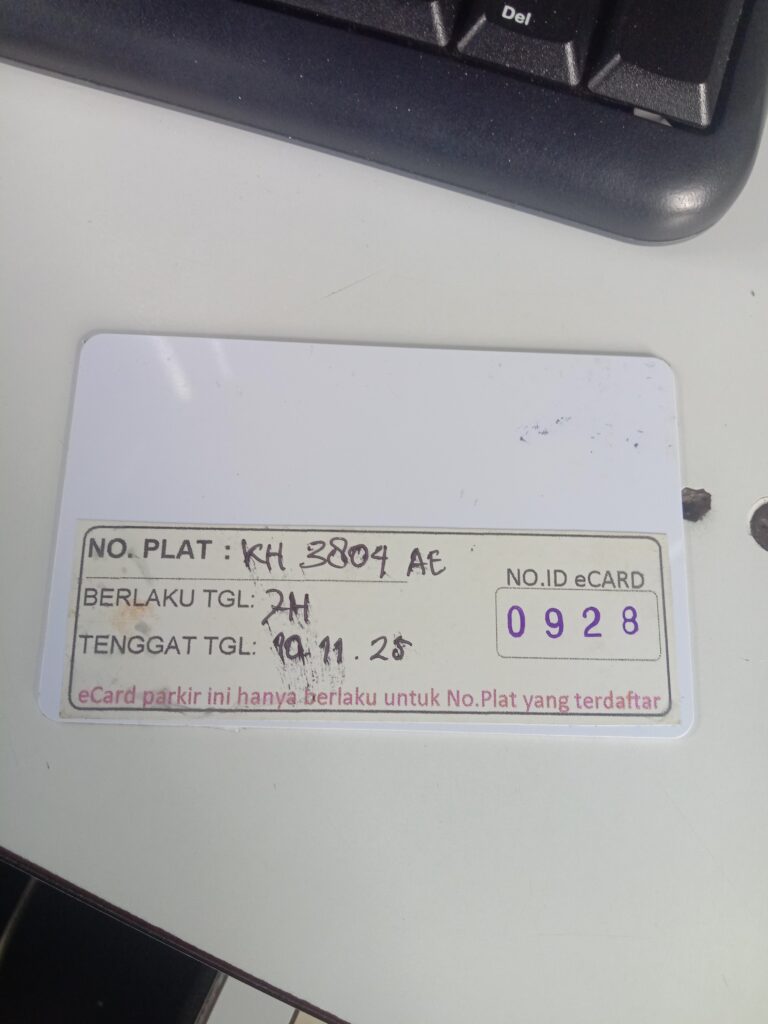 Del
NO. PLAT : KH 3804 AE
BERLAKU TGL: 7H
TENGGAT TGL: 10.11.25
NO.ID eCARD
0928
eCard parkir ini hanya berlaku untuk No.Plat yang terdaftar